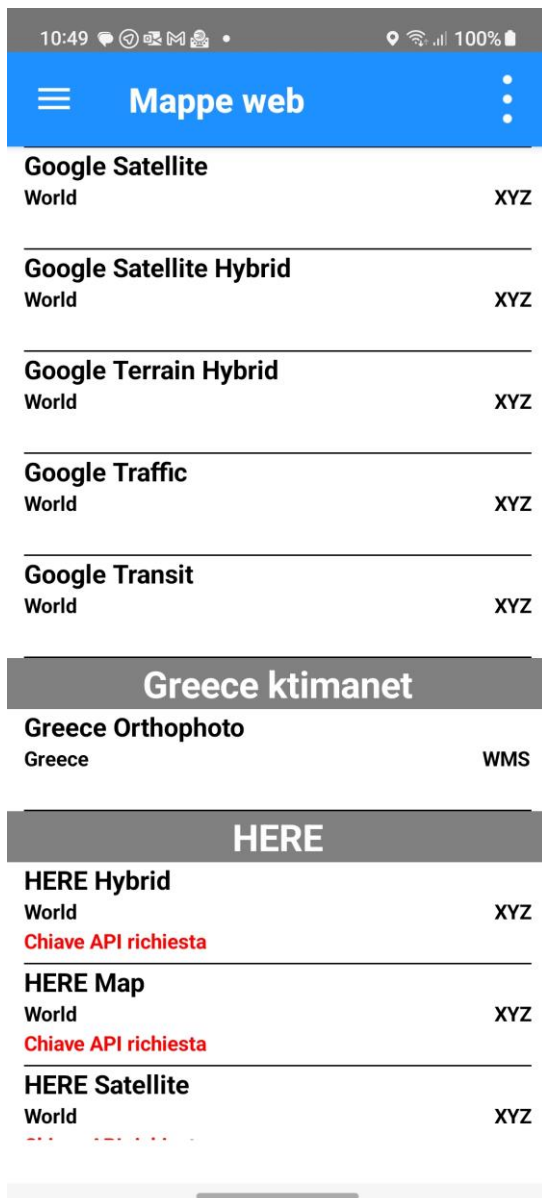 10:49 100%
Mappe web
Google Satellite
World XYZ
Google Satellite Hybrid
World XYZ
Google Terrain Hybrid
World XYZ
Google Traffic
World XYZ
Google Transit
World XYZ
Greece ktimanet
Greece Orthophoto
Greece WMS
HERE
HERE Hybrid
World XYZ
Chiave API richiesta
HERE Map
World XYZ
Chiave API richiesta
HERE Satellite
World XYZ